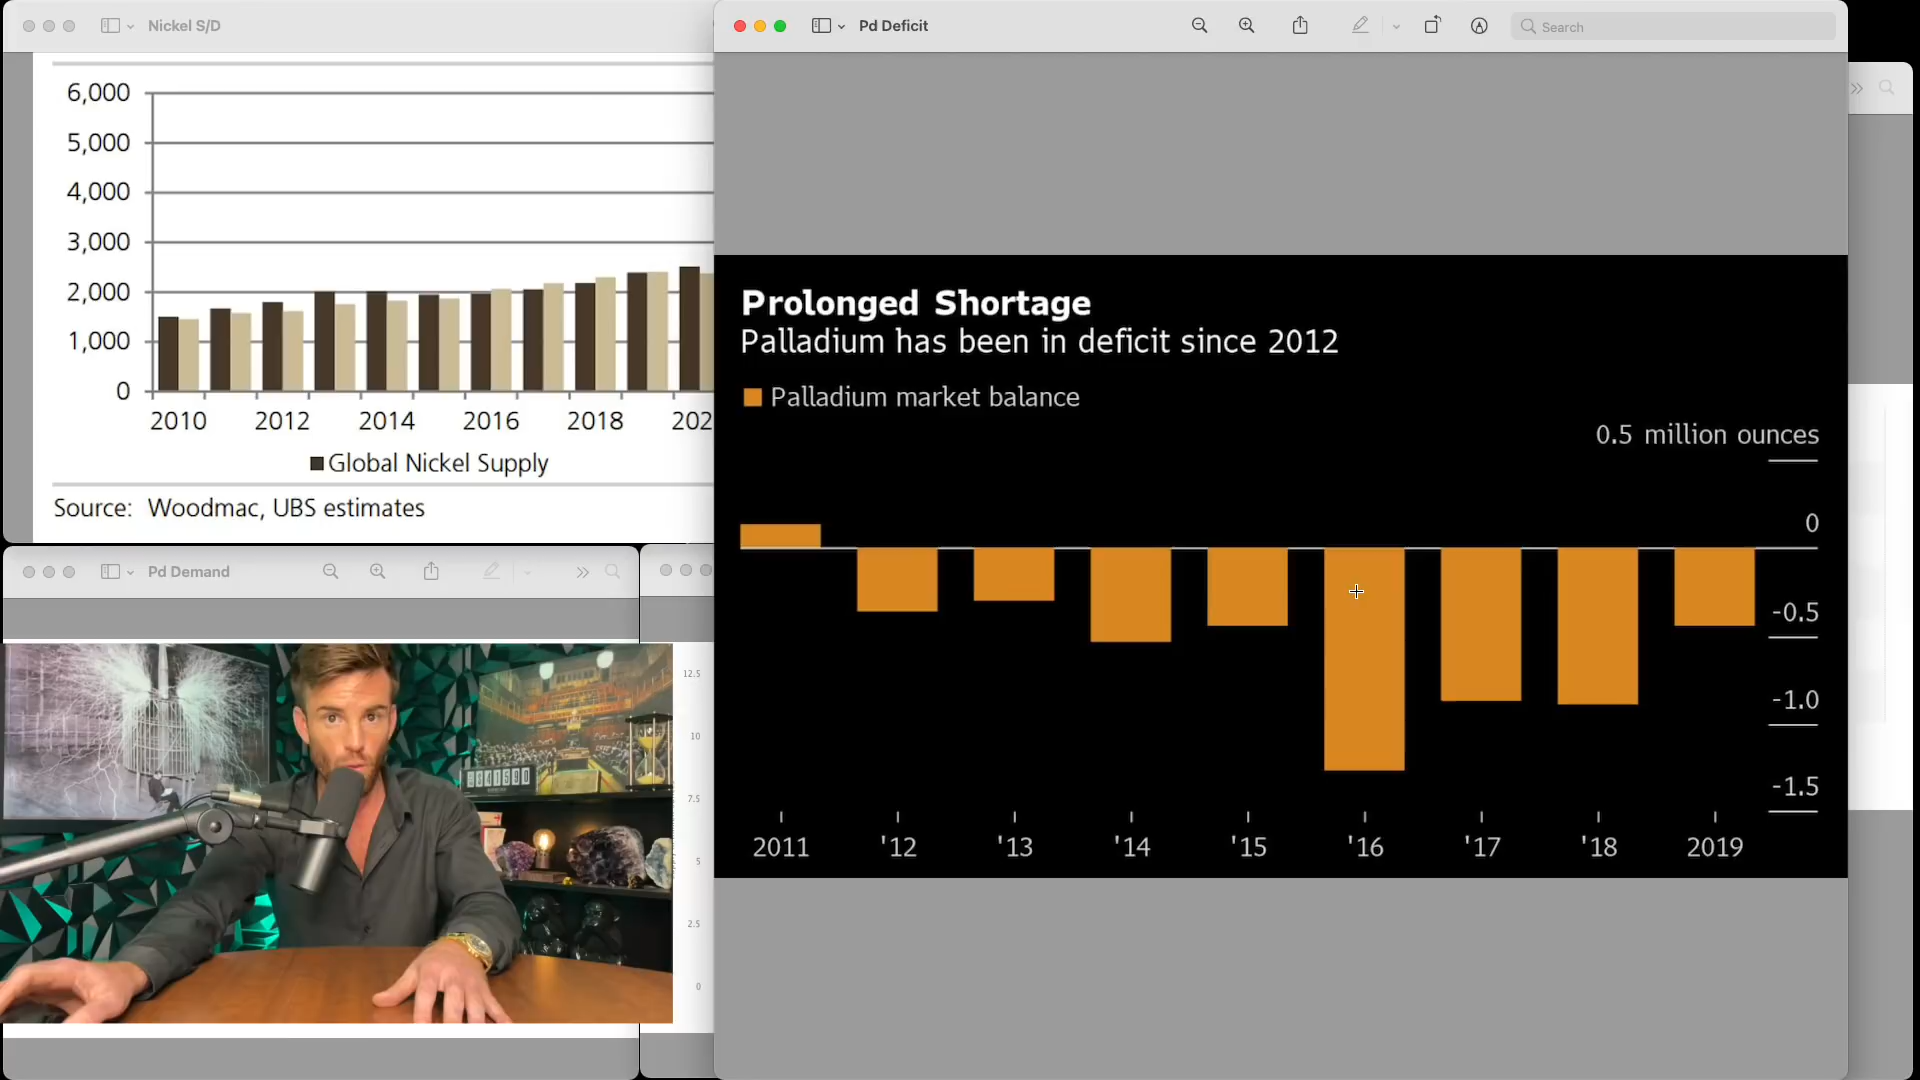 Nickel S/D
6,000
5,000
4,000
3,000
2,000
1,000
0
2010 2012 2014 2016 2018 202
Global Nickel Supply
Source: Woodmac, UBS estimates
Pd Deficit
Search
Prolonged Shortage
Palladium has been in deficit since 2012
Palladium market balance
0.5 million ounces
0
-0.5
-1.0
-1.5
2011 '12 '13 '14 '15 '16 '17 '18 2019
Pd Demand
12.5
10
7.5
5
2.5
0